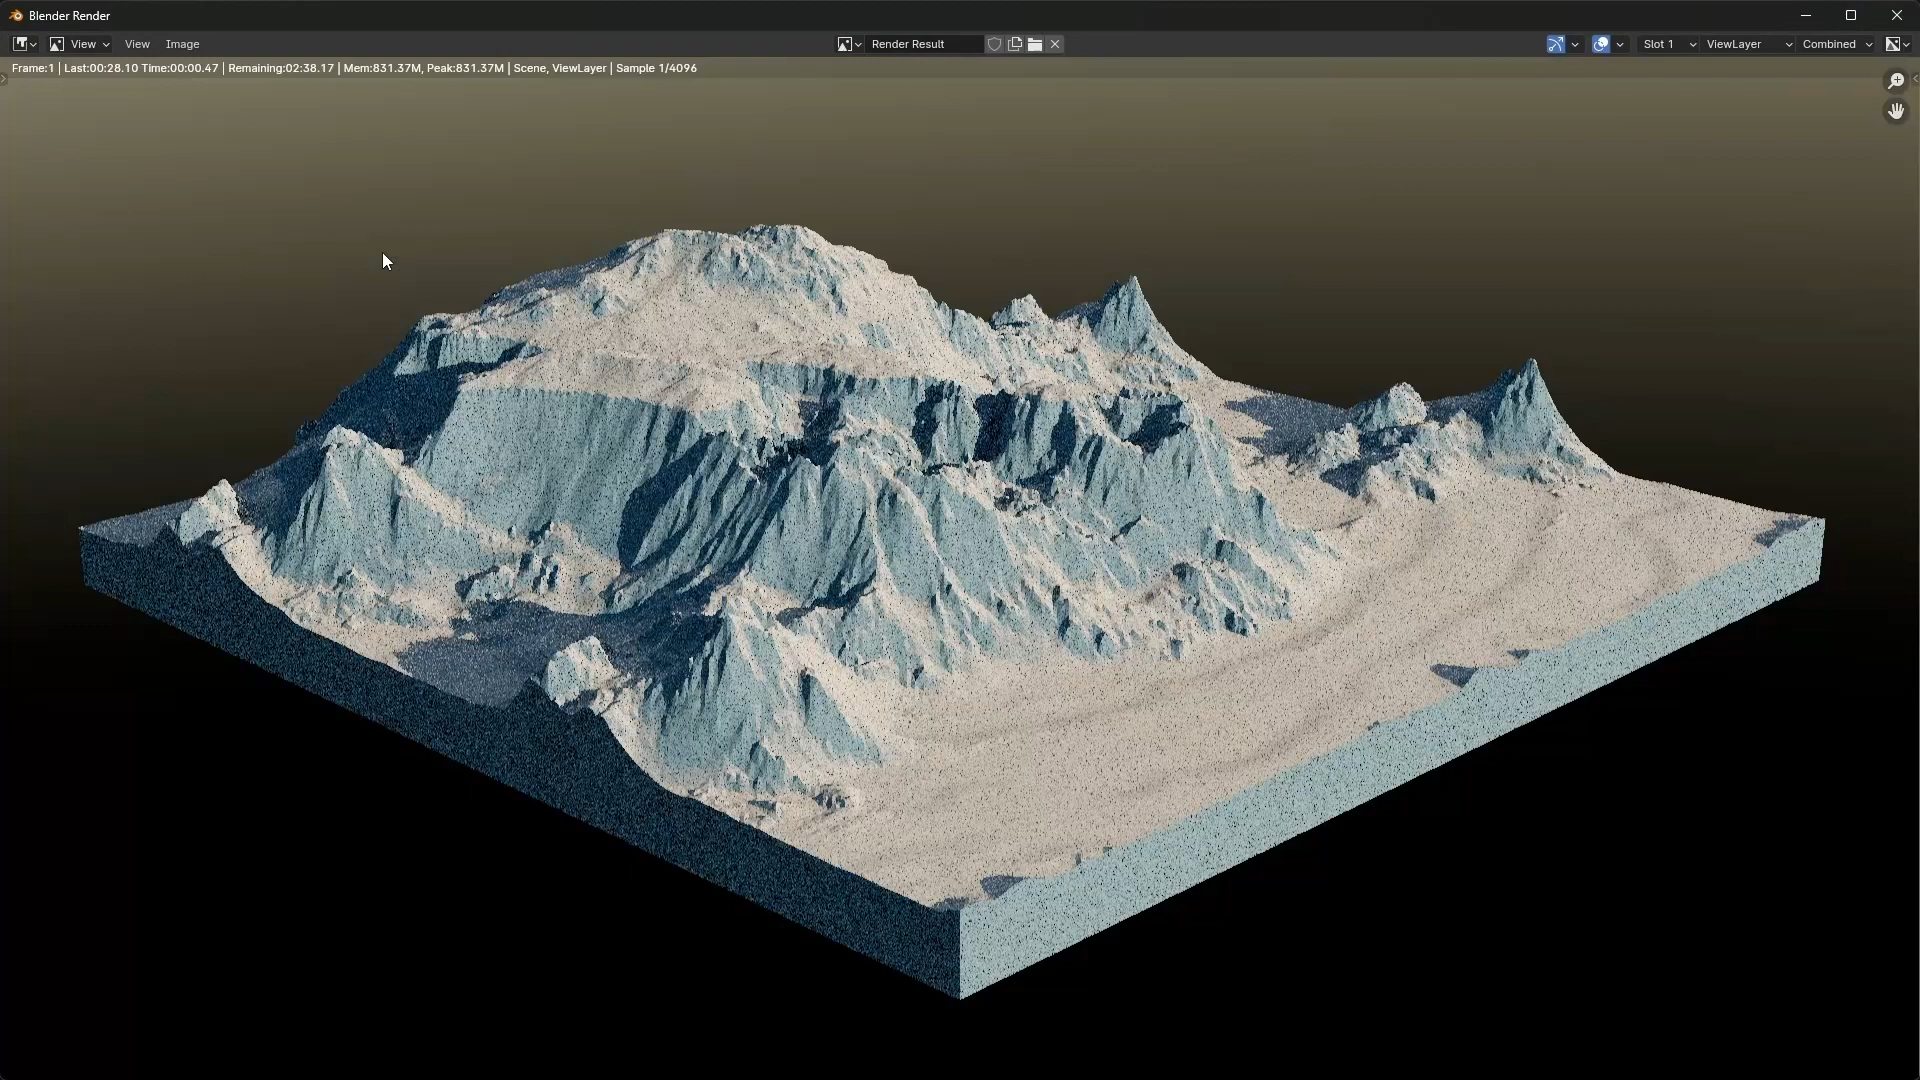 Blender Render
View View Image Render Result Slot 1 ViewLayer Combined
Frame:1 | Last:00:28.10 Time:00:00.47 | Remaining:02:38.17 | Mem:831.37M, Peak:831.37M | Scene, ViewLayer | Sample 1/4096